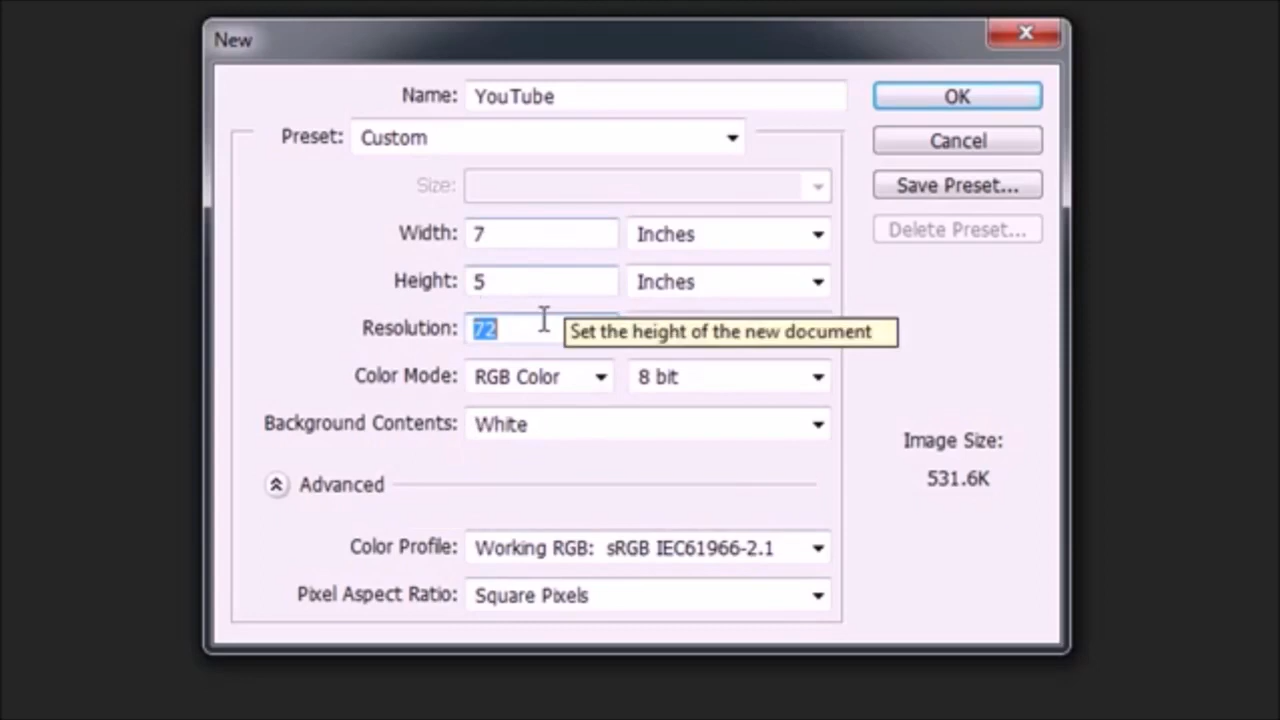 New
Name: YouTube
OK
Preset: Custom
Cancel
Size:
Save Preset...
Width: 7 Inches
Delete Preset...
Height: 5 Inches
Resolution: 72
Set the height of the new document
Color Mode: RGB Color 8 bit
Background Contents: White
Image Size:
531.6K
Advanced
Color Profile: Working RGB: sRGB IEC61966-2.1
Pixel Aspect Ratio: Square Pixels